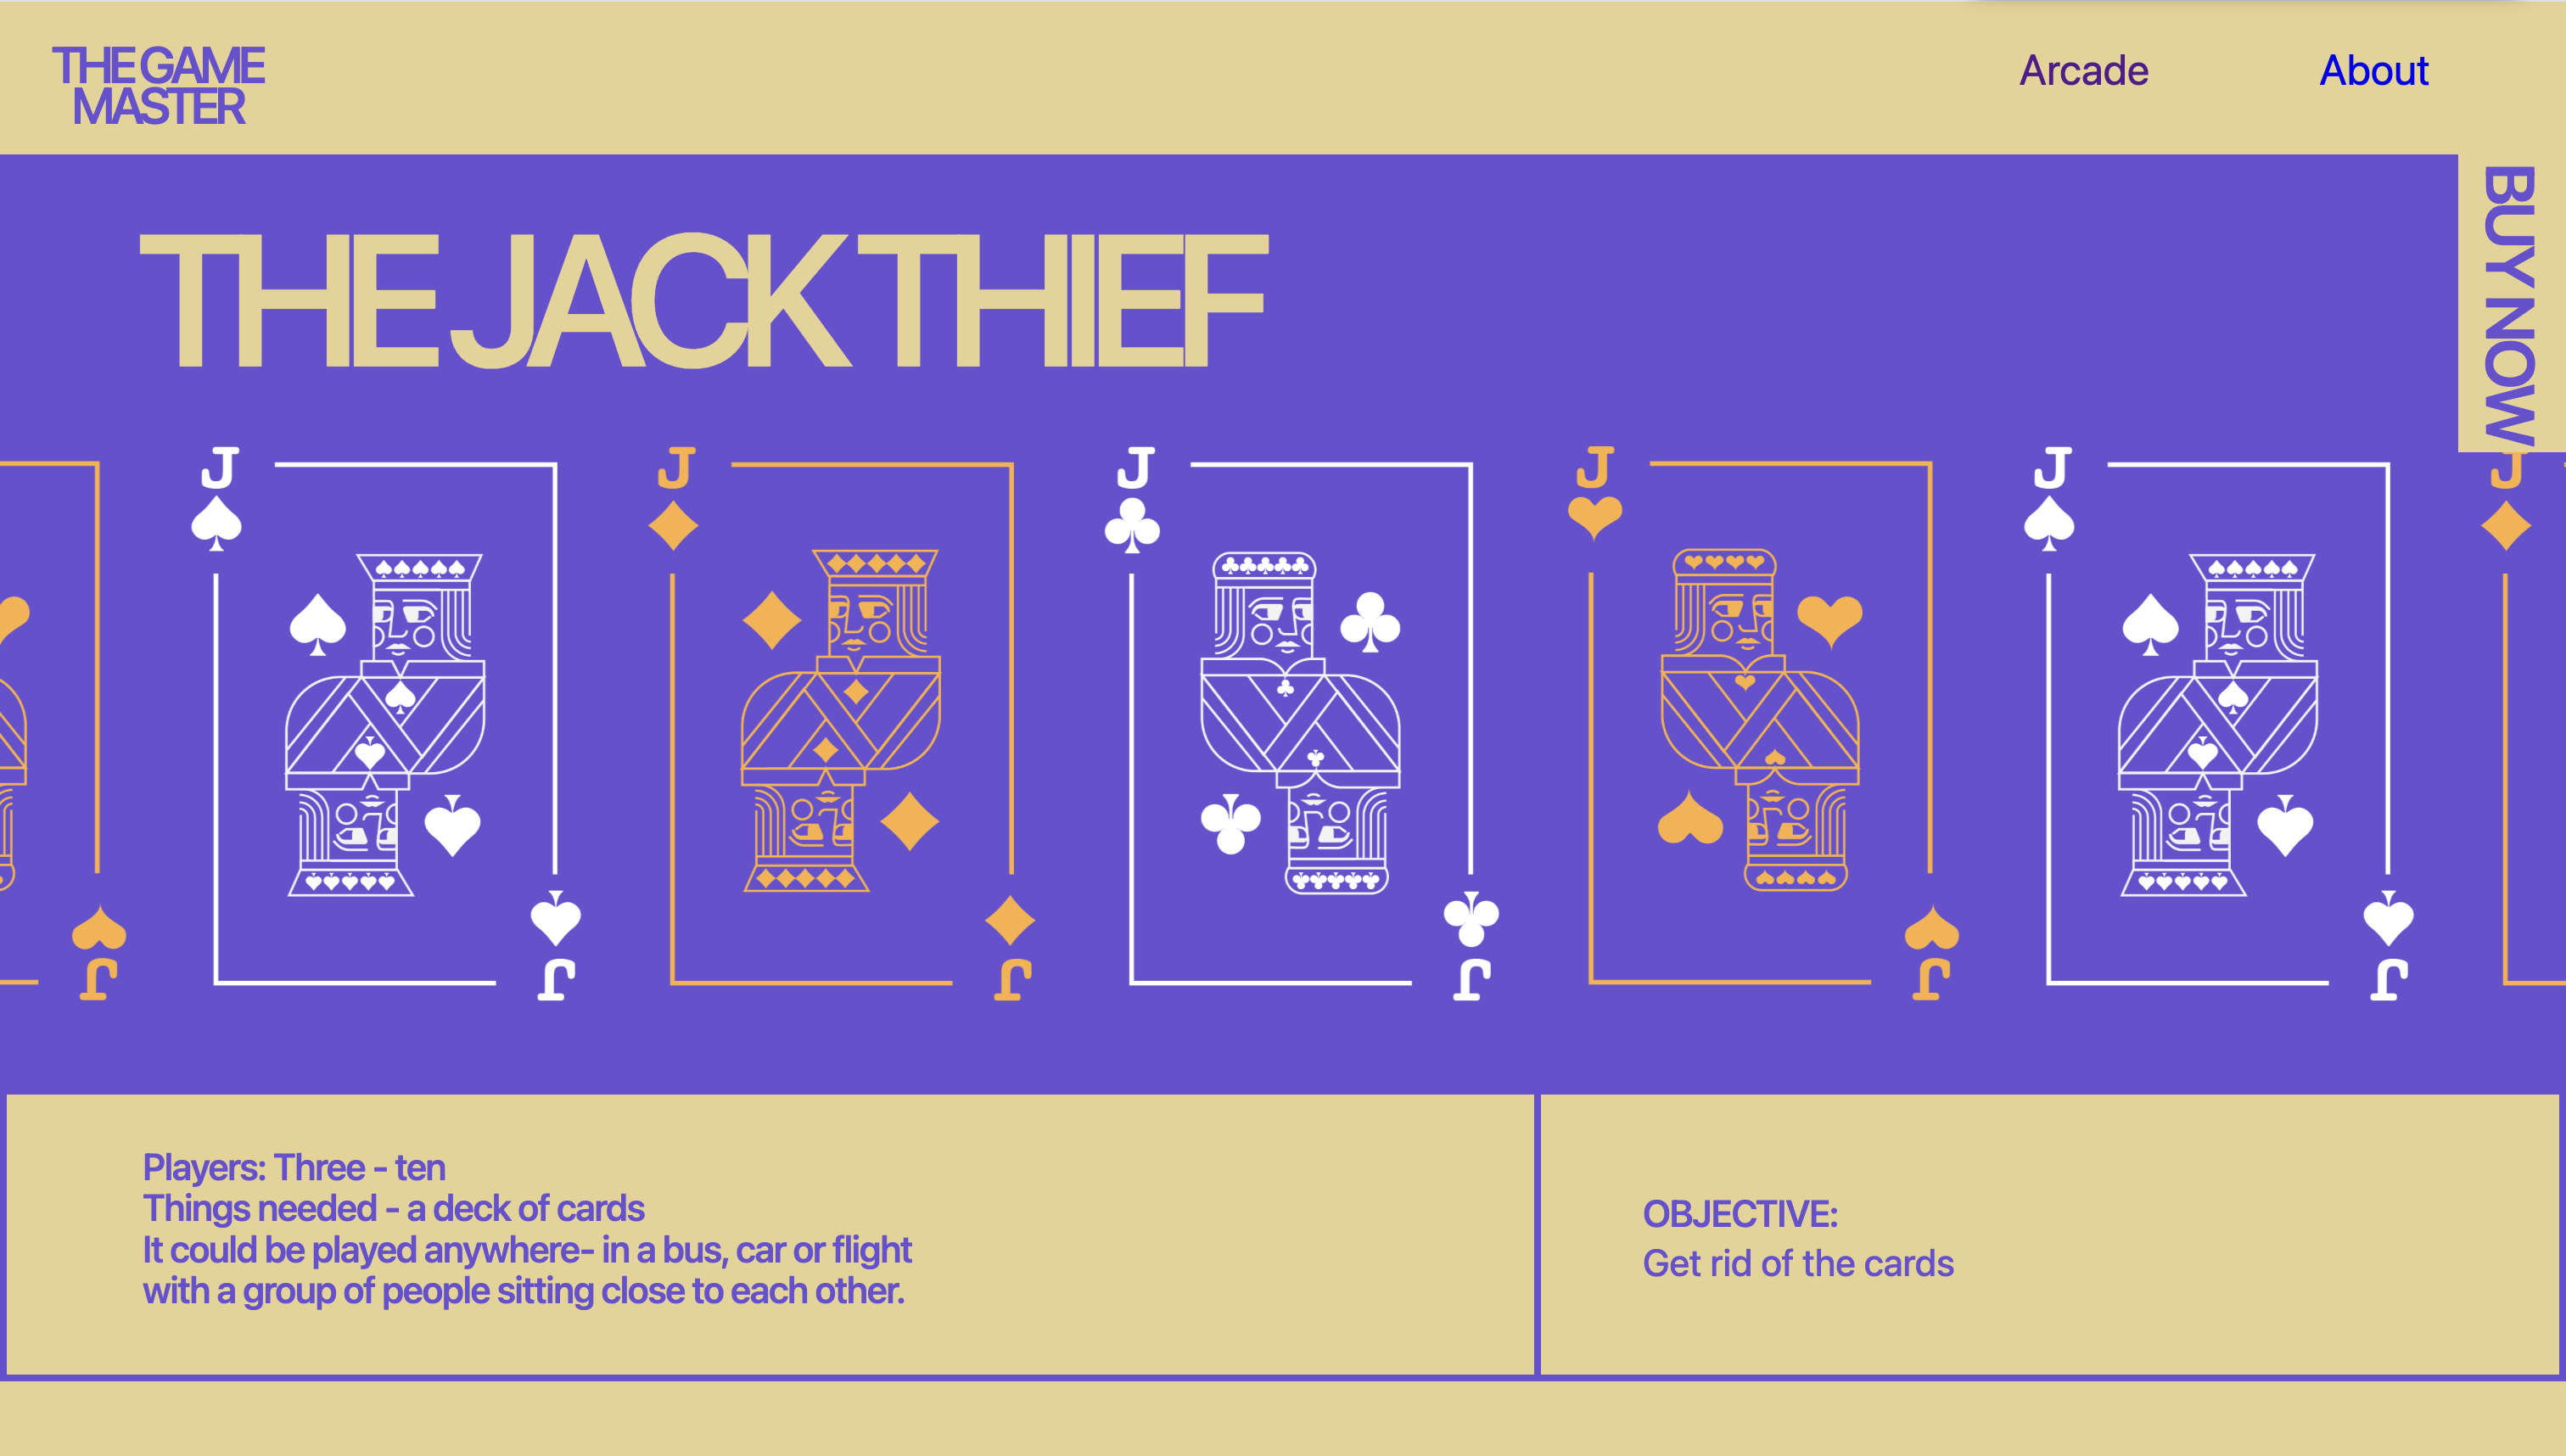 THE GAME
MASTER
Arcade
About
THE JACK THIEF
BUY NOW
J
J
J
J
J
J
J
J
J
J
J
J
Players: Three - ten
Things needed - a deck of cards
It could be played anywhere- in a bus, car or flight
with a group of people sitting close to each other.
OBJECTIVE:
Get rid of the cards